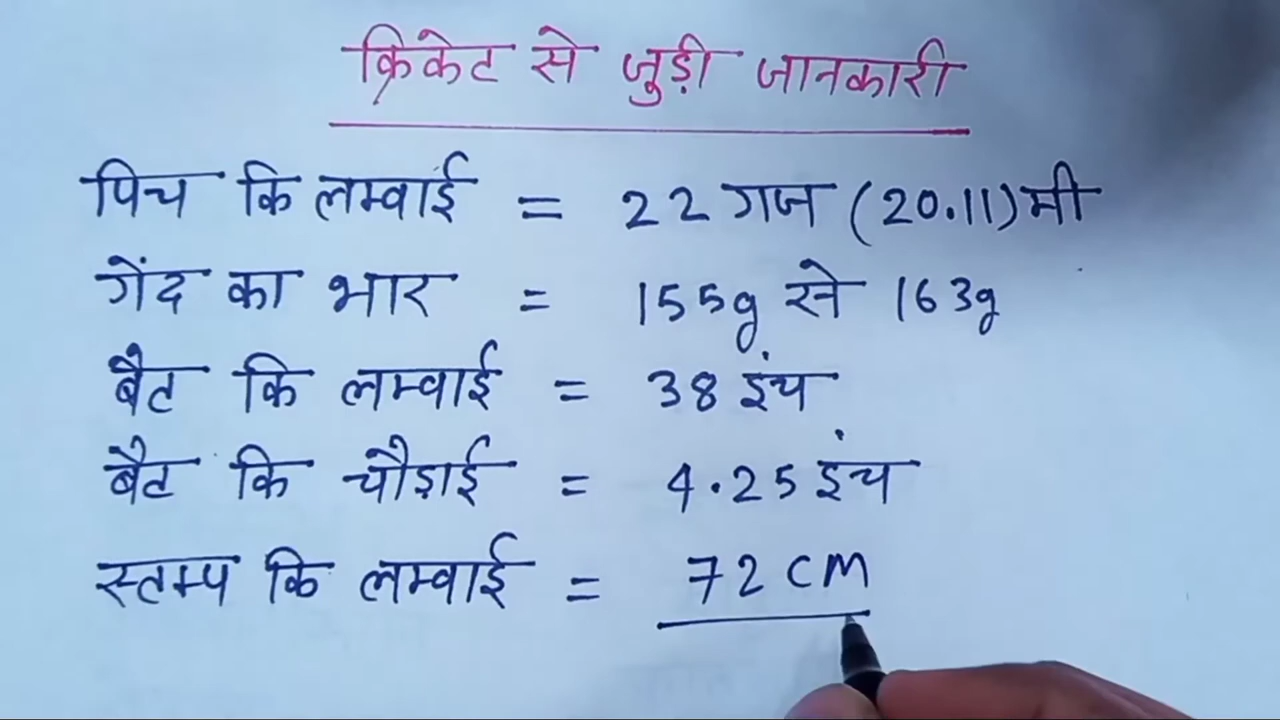 क्रिकेट से जुड़ी जानकारी
पिच कि लम्वाई = 22 गज (20.11) मी
गेंद का भार = 155g से 163g
बैट कि लम्वाई = 38 इंच
बैट कि चौड़ाई = 4.25 इंच
स्तम्प कि लम्वाई = 72 CM